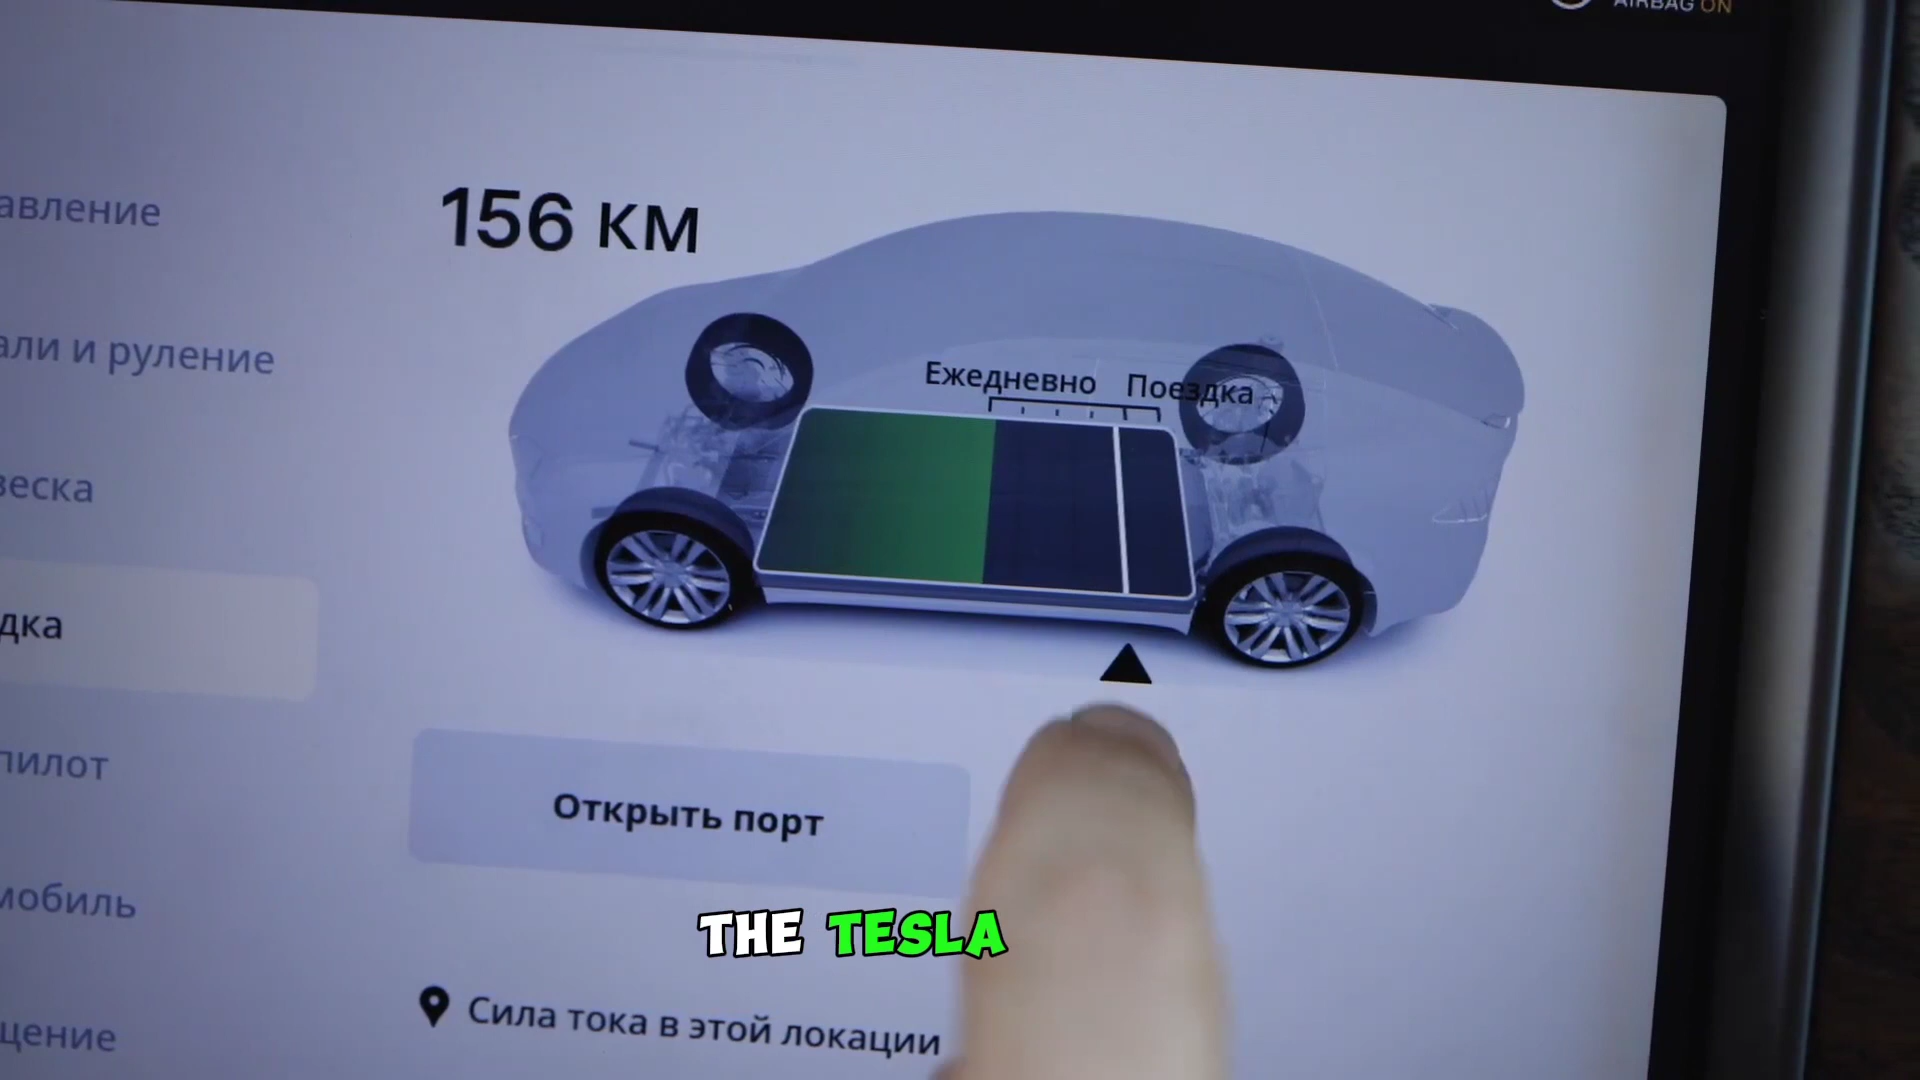 AIRBAG ON
авление
156 КМ
али и руление
Ежедневно Поездка
веска
дка
пилот
Открыть порт
мобиль
THE TESLA
Сила тока в этой локации
щение